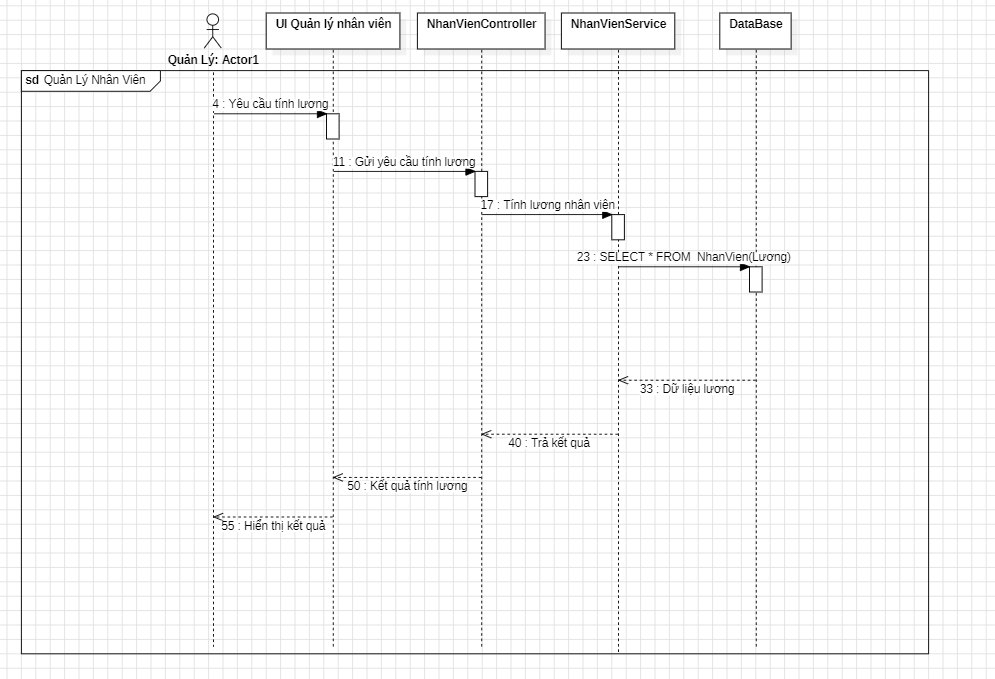 UI Quản lý nhân viên
NhanVienController
NhanVienService
DataBase
Quản Lý: Actor1
sd Quản Lý Nhân Viên
4 : Yêu cầu tính lương
11 : Gửi yêu cầu tính lương
17 : Tính lương nhân viên
23 : SELECT * FROM  NhanVien(Lương)
33 : Dữ liệu lương
40 : Trả kết quả
50 : Kết quả tính lương
55 : Hiển thị kết quả